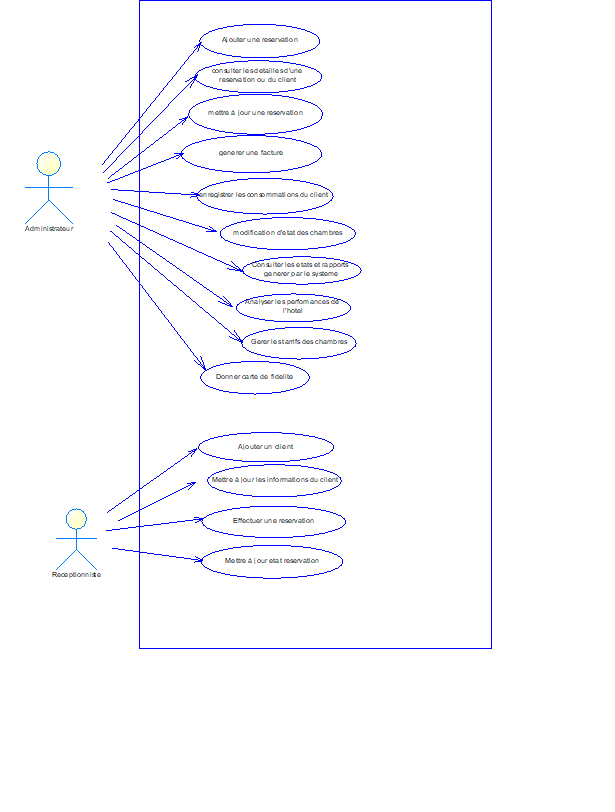 Ajouter une reservation
consulter les detailles d'une
reservation ou du client
mettre à jour une reservation
generer une facture
enregistrer les consommations du client
modification d'etat des chambres
Consulter les etats et rapports
generer par le systeme
Analyser les perfomances de
l'hotel
Gerer les tarrifs des chambres
Donner carte de fidelite
Administrateur
Ajouter un client
Mettre à jour les informations du client
Effectuer une reservation
Mettre à jour etat reservation
Receptionniste